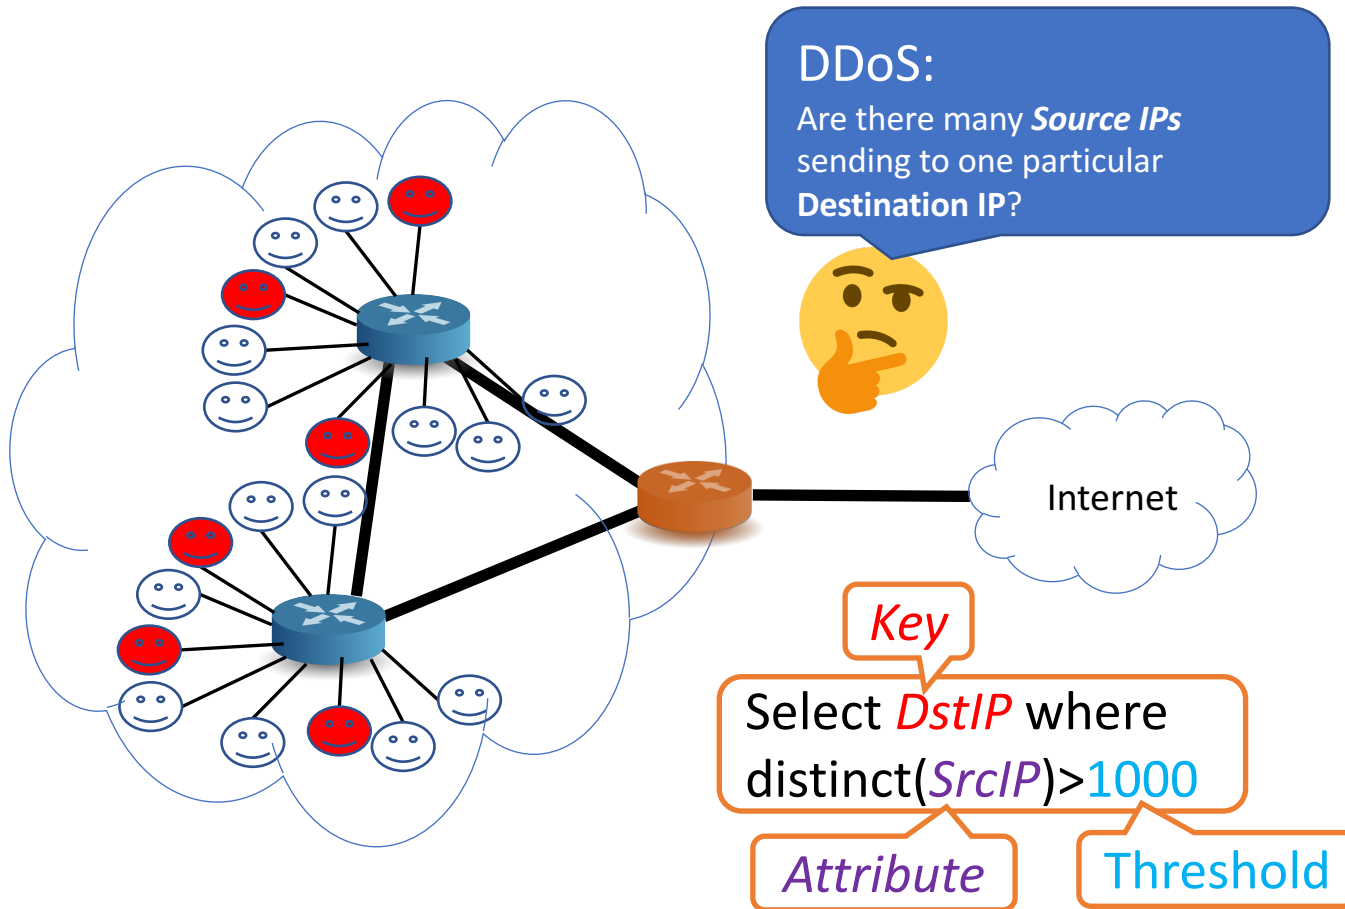 DDoS:
Are there many Source IPs
sending to one particular
Destination IP?
Internet
Key
Select DstIP where
distinct(SrcIP)>1000
Attribute
Threshold